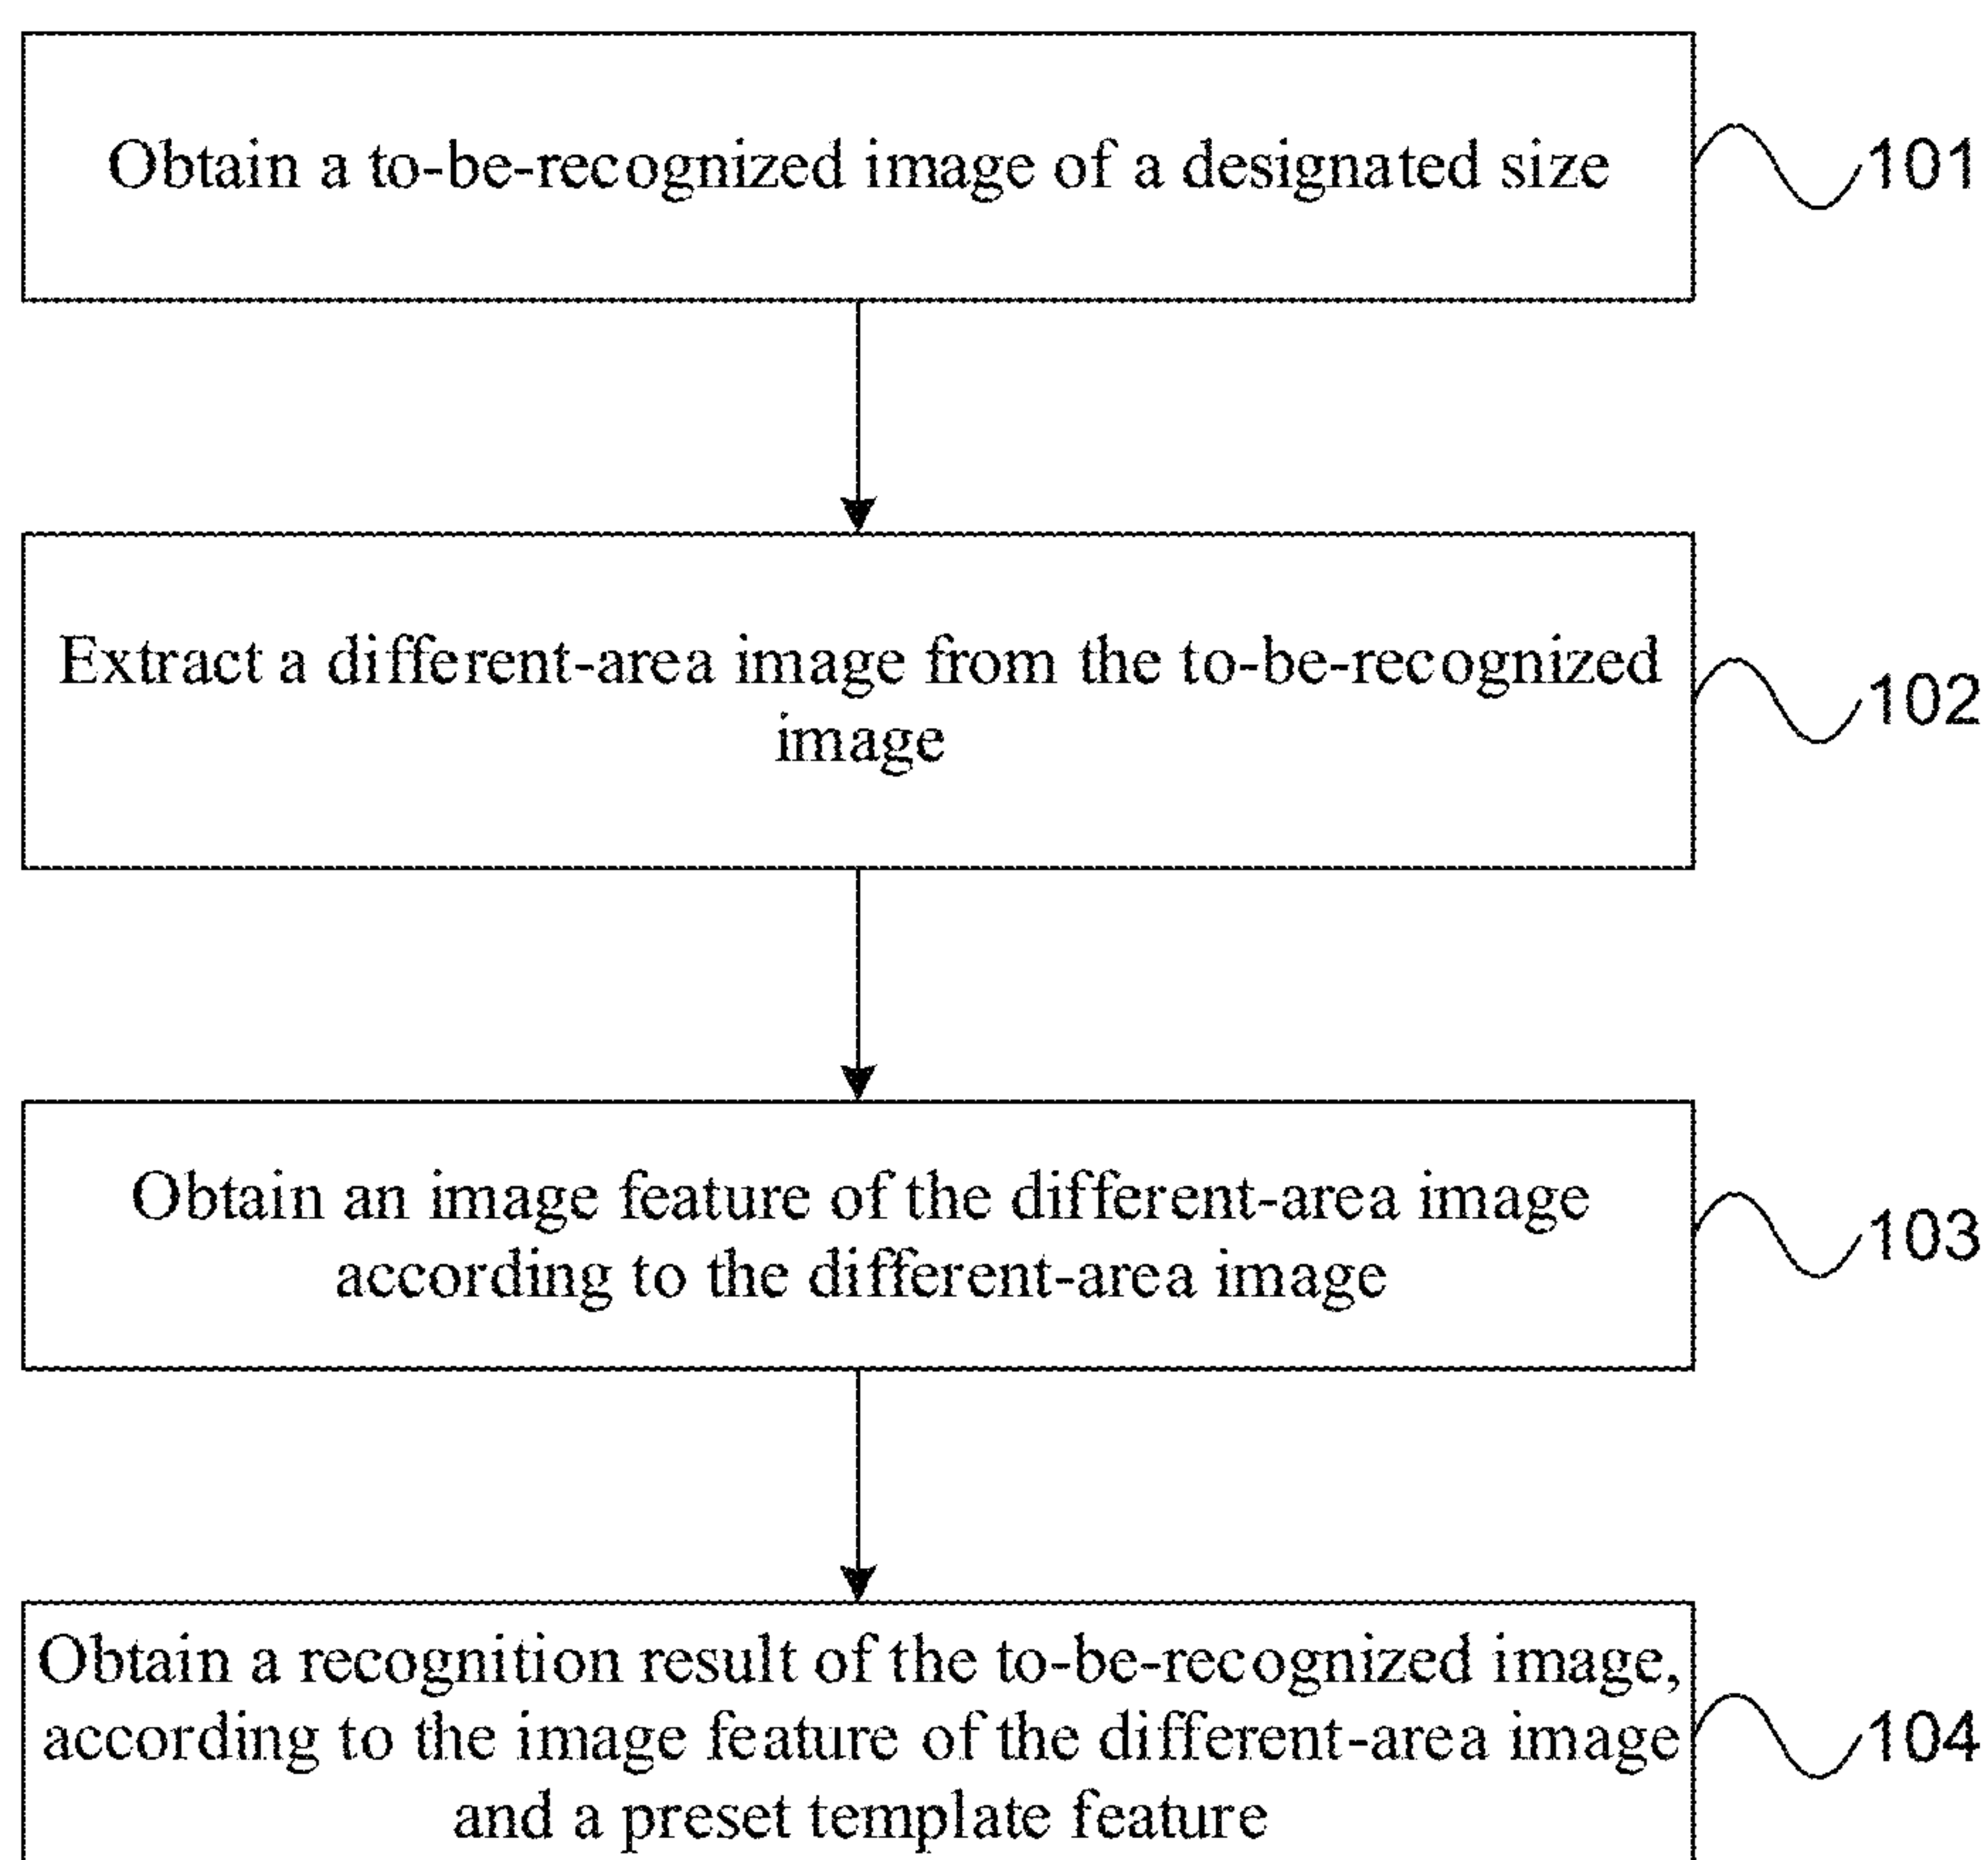 Obtain a to-be-recognized image of a designated size
101
Extract a different-area image from the to-be-recognized
image
102
Obtain an image feature of the different-area image
according to the different-area image
103
Obtain a recognition result of the to-be-recognized image,
according to the image feature of the different-area image
and a preset template feature
104